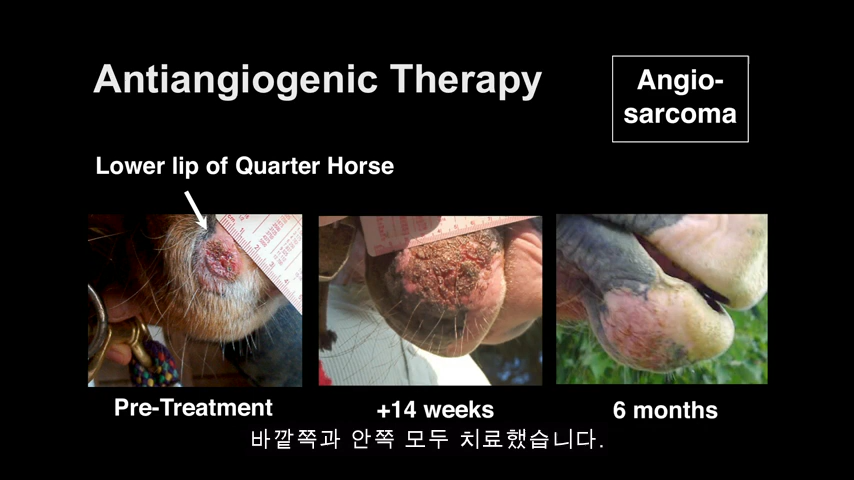 Antiangiogenic Therapy
Angio-
sarcoma
Lower lip of Quarter Horse
Pre-Treatment
+14 weeks
6 months
바깥쪽과 안쪽 모두 치료했습니다.